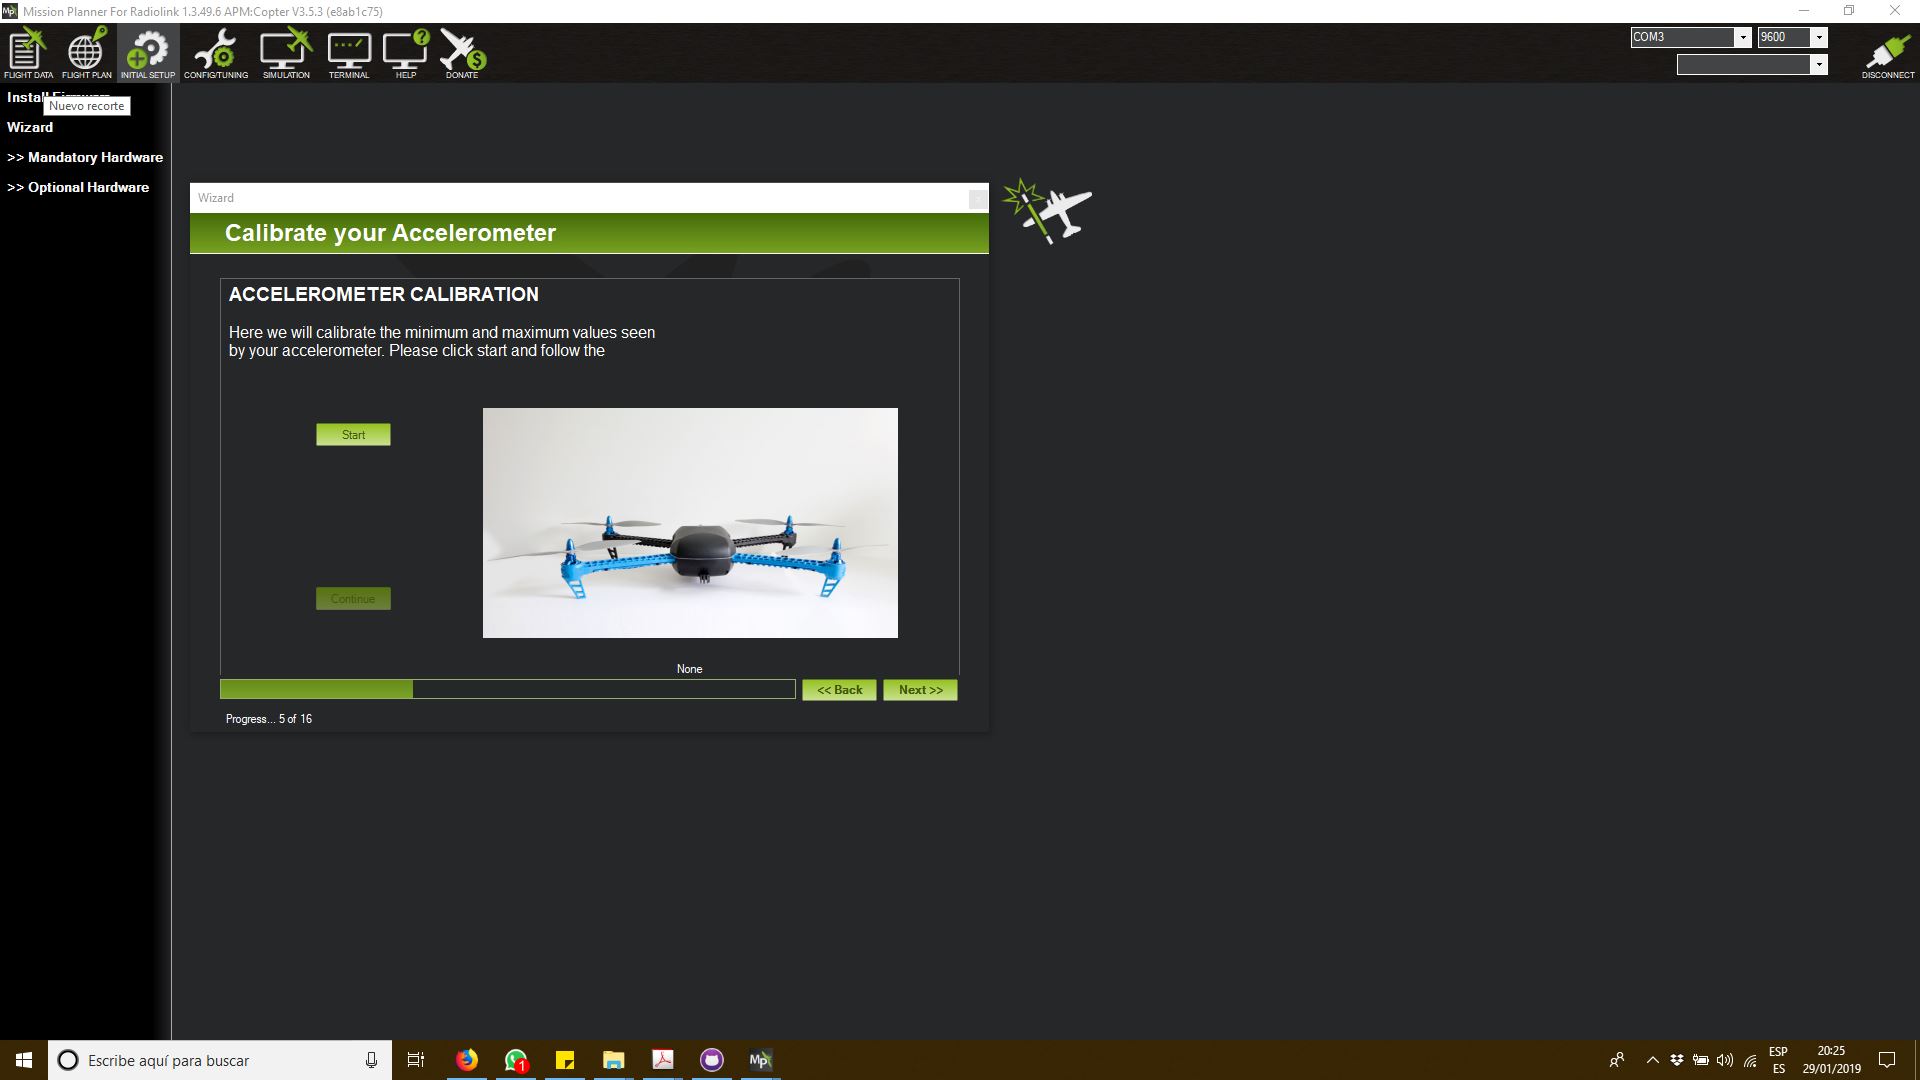 Mission Planner For Radiolink 1.3.49.6 APM:Copter V3.5.3 (e8ab1c75)
FLIGHT DATA
FLIGHT PLAN
INITIAL SETUP
CONFIG/TUNING
SIMULATION
TERMINAL
HELP
DONATE
COM3
9600
DISCONNECT
Install
Nuevo recorte
Wizard
>> Mandatory Hardware
>> Optional Hardware
Wizard
Calibrate your Accelerometer
ACCELEROMETER CALIBRATION
Here we will calibrate the minimum and maximum values seen
by your accelerometer. Please click start and follow the
Start
Continue
None
<< Back
Next >>
Progress... 5 of 16
Escribe aquí para buscar
1
Mp
ESP
ES
20:25
29/01/2019